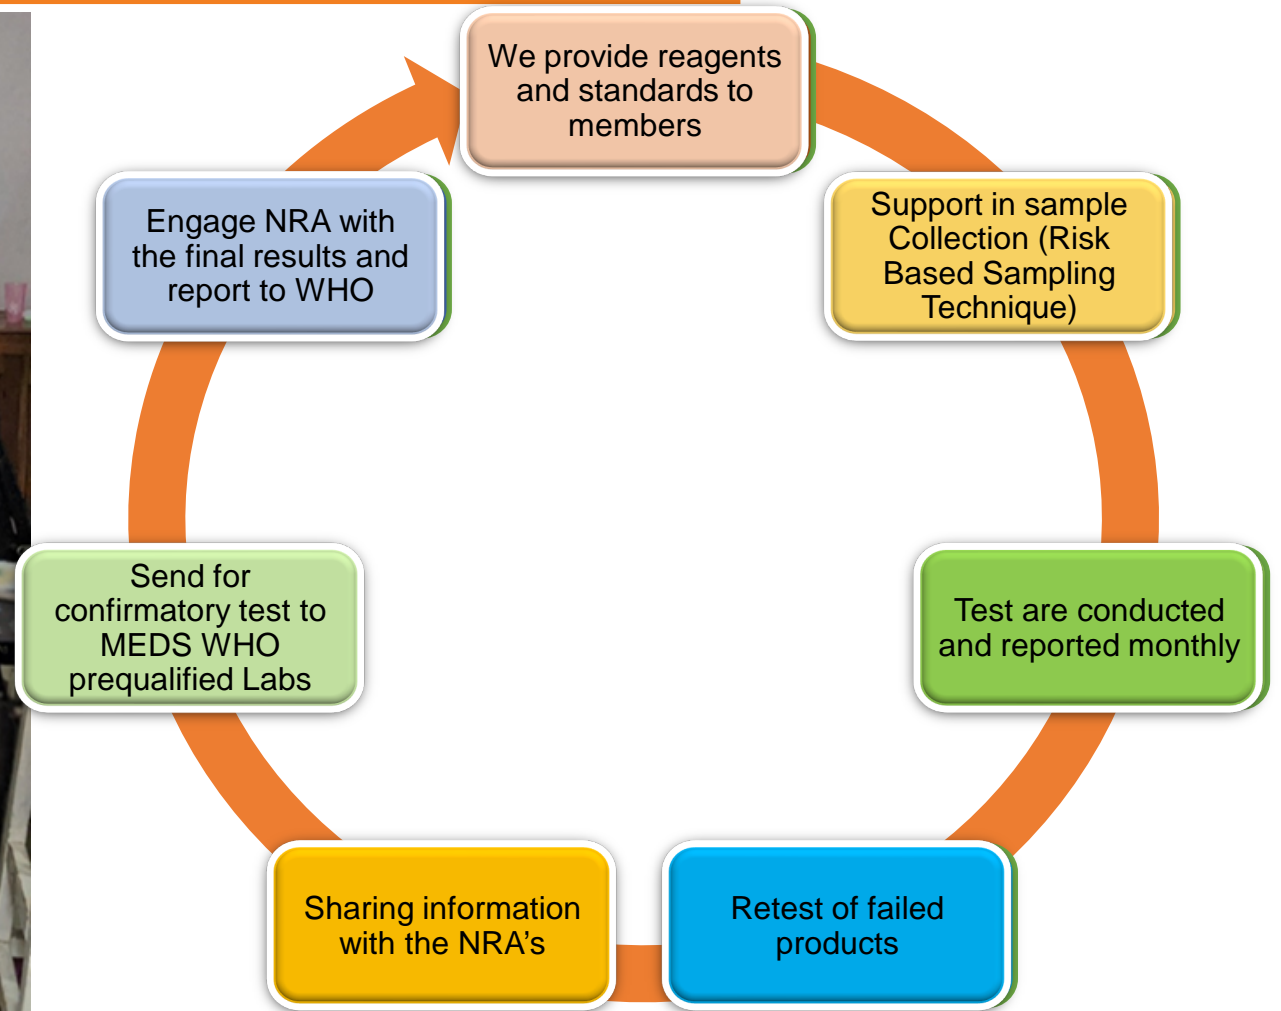 We provide reagents
and standards to
members
Support in sample
Collection (Risk
Based Sampling
Technique)
Test are conducted
and reported monthly
Retest of failed
products
Sharing information
with the NRA’s
Send for
confirmatory test to
MEDS WHO
prequalified Labs
Engage NRA with
the final results and
report to WHO